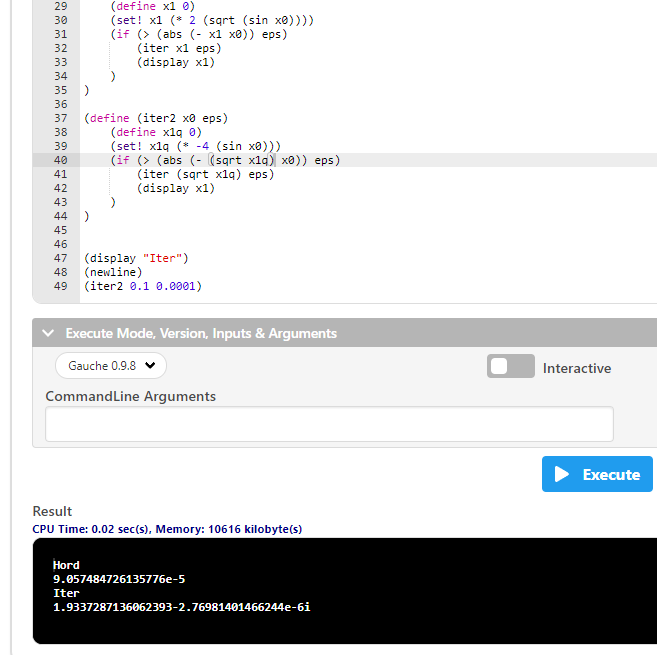 29 (define x1 0)
30 (set! x1 (* 2 (sqrt (sin x0))))
31 (if (> (abs (- x1 x0)) eps)
32 (iter x1 eps)
33 (display x1)
34 )
35 )
36
37 (define (iter2 x0 eps)
38 (define x1q 0)
39 (set! x1q (* -4 (sin x0)))
40 (if (> (abs (- (sqrt x1q) x0)) eps)
41 (iter (sqrt x1q) eps)
42 (display x1)
43 )
44 )
45
46
47 (display "Iter")
48 (newline)
49 (iter2 0.1 0.0001)
Execute Mode, Version, Inputs & Arguments
Gauche 0.9.8
Interactive
CommandLine Arguments
Execute
Result
CPU Time: 0.02 sec(s), Memory: 10616 kilobyte(s)
Hord
9.057484726135776e-5
Iter
1.9337287136062393-2.76981401466244e-6i